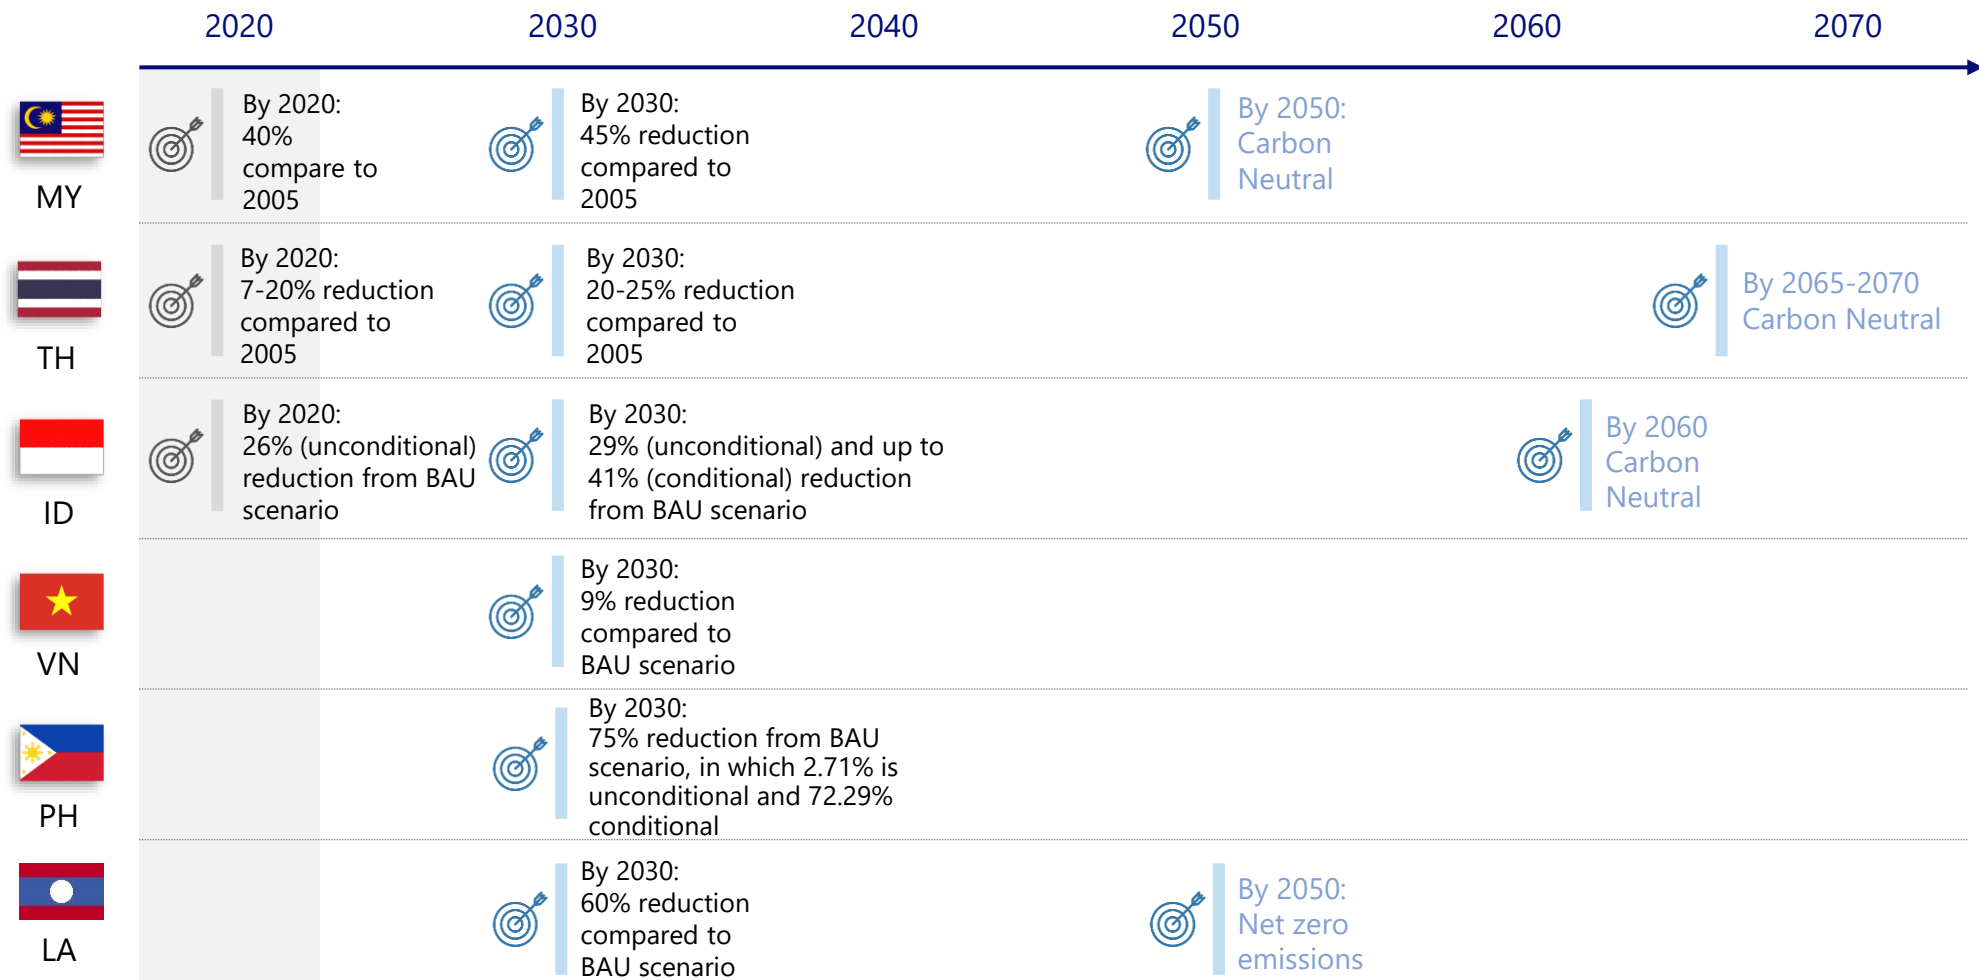 2020
2030
2040
2050
2060
2070
MY
By 2020:
40%
compare to
2005
By 2030:
45% reduction
compared to
2005
By 2050:
Carbon
Neutral
TH
By 2020:
7-20% reduction
compared to
2005
By 2030:
20-25% reduction
compared to
2005
By 2065-2070
Carbon Neutral
ID
By 2020:
26% (unconditional)
reduction from BAU
scenario
By 2030:
29% (unconditional) and up to
41% (conditional) reduction
from BAU scenario
By 2060
Carbon
Neutral
VN
By 2030:
9% reduction
compared to
BAU scenario
PH
By 2030:
75% reduction from BAU
scenario, in which 2.71% is
unconditional and 72.29%
conditional
LA
By 2030:
60% reduction
compared to
BAU scenario
By 2050:
Net zero
emissions